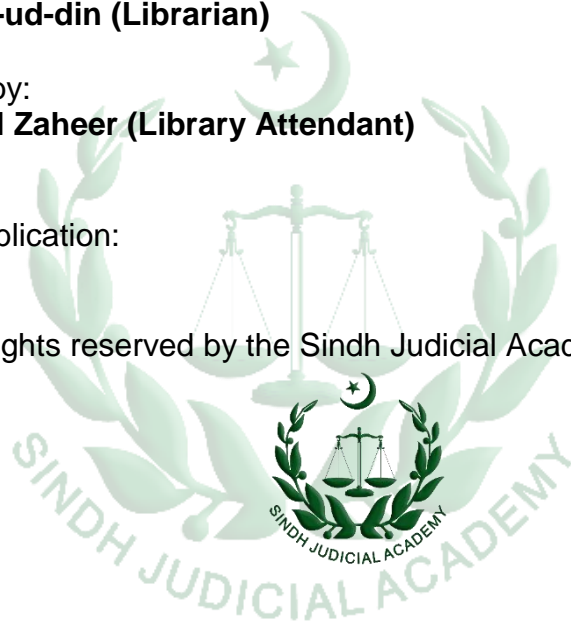 -ud-din (Librarian)
by:
Zaheer (Library Attendant)
blication:
ghts reserved by the Sindh Judicial Acad
SINDH JUDICIAL ACADEMY
SINDH JUDICIAL ACADEMY